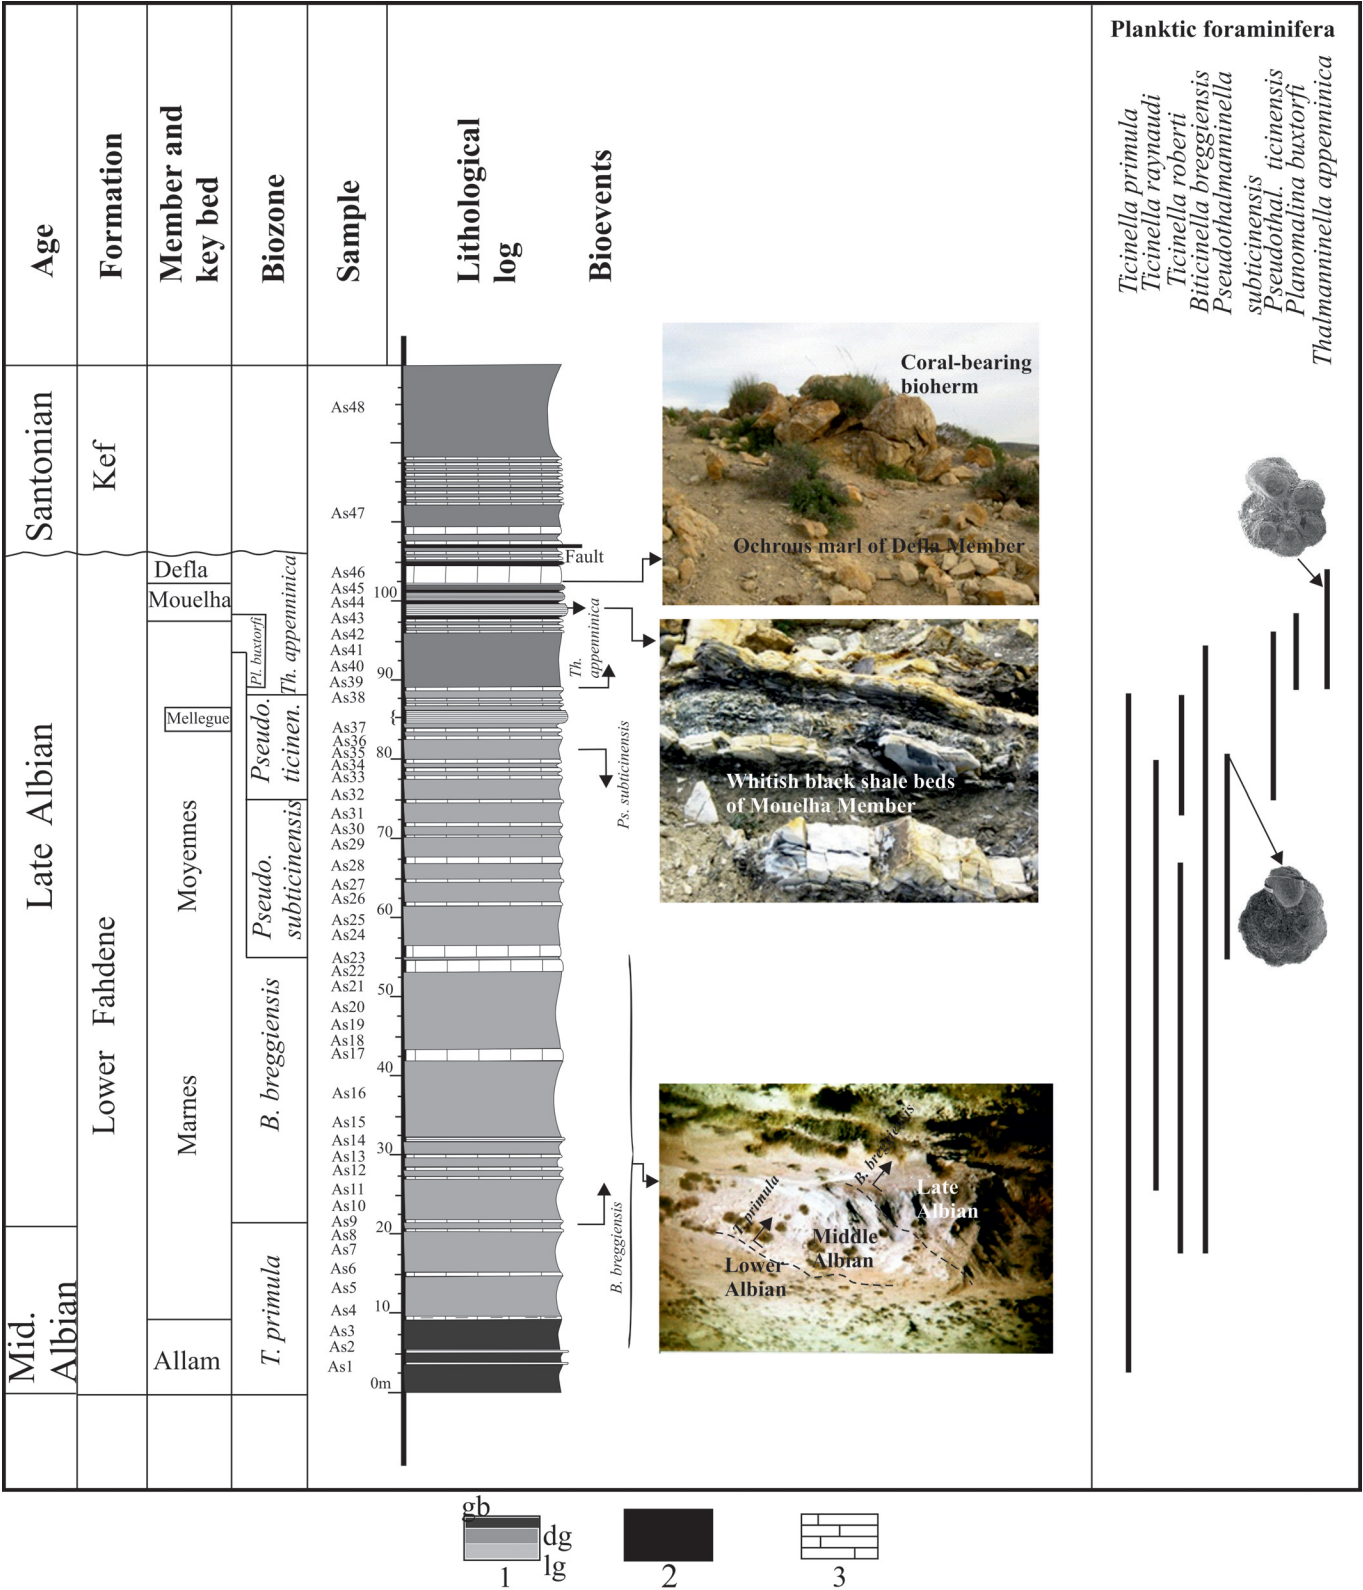 Age
Formation
Member and
key bed
Biozone
Sample
Lithological
log
Bioevents
Planktic foraminifera
Ticinella primula
Ticinella raynaudi
Ticinella roberti
Biticinella breggiensis
Pseudothalmanninella
subticinensis
Pseudothal. ticinensis
Planomalina buxtorfi
Thalmanninella appenninica
Santonian
Late Albian
Mid.
Albian
Kef
Lower Fahdene
Defla
Mouelha
Mellegue
Moyennes
Marnes
Allam
Pl. buxtorfi
Th. appenninica
Pseudo.
ticinen.
Pseudo.
subticinensis
B. breggiensis
T. primula
As48
As47
As46
As45
As44
As43
As42
As41
As40
As39
As38
As37
As36
As35
As34
As33
As32
As31
As30
As29
As28
As27
As26
As25
As24
As23
As22
As21
As20
As19
As18
As17
As16
As15
As14
As13
As12
As11
As10
As9
As8
As7
As6
As5
As4
As3
As2
As1
100
90
80
70
60
50
40
30
20
10
0m
Fault
Th.
appenninica
Ps. subticinensis
B. breggiensis
Coral-bearing
bioherm
Ochrous marl of Defla Member
Whitish black shale beds
of Mouelha Member
B. breggiensis
T. primula
Late
Albian
Middle
Albian
Lower
Albian
gb
dg
lg
1
2
3